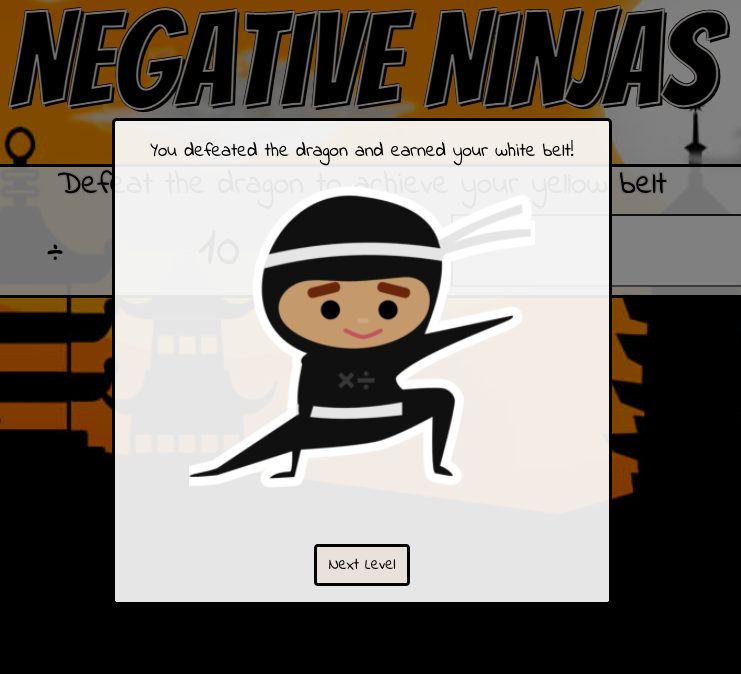 NEGATIVE NINJAS
You defeated the dragon and earned your white belt!
Defeat the dragon to achieve your yellow belt
÷ 10
×÷
Next Level